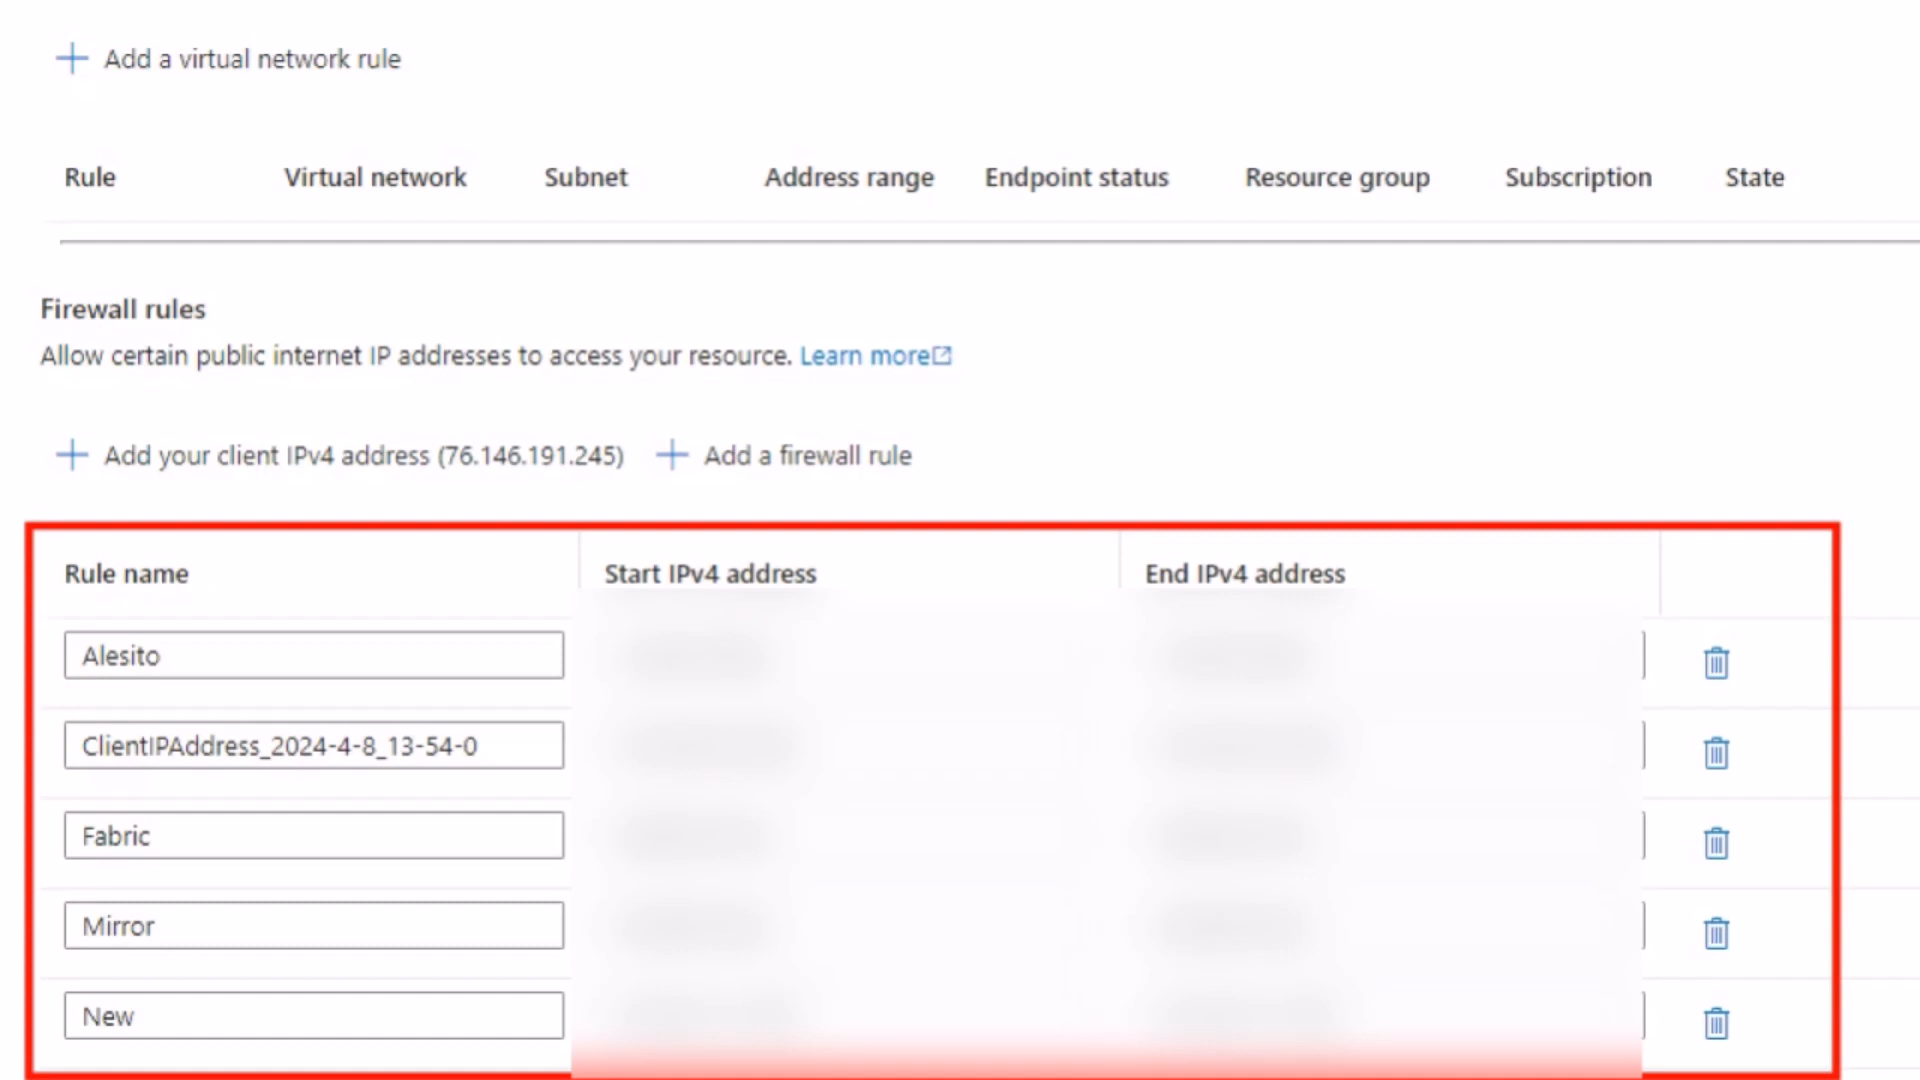 Add a virtual network rule
Rule Virtual network Subnet Address range Endpoint status Resource group Subscription State
Firewall rules
Allow certain public internet IP addresses to access your resource. Learn more
Add your client IPv4 address (76.146.191.245) Add a firewall rule
Rule name Start IPv4 address End IPv4 address
Alesito
ClientIPAddress_2024-4-8_13-54-0
Fabric
Mirror
New